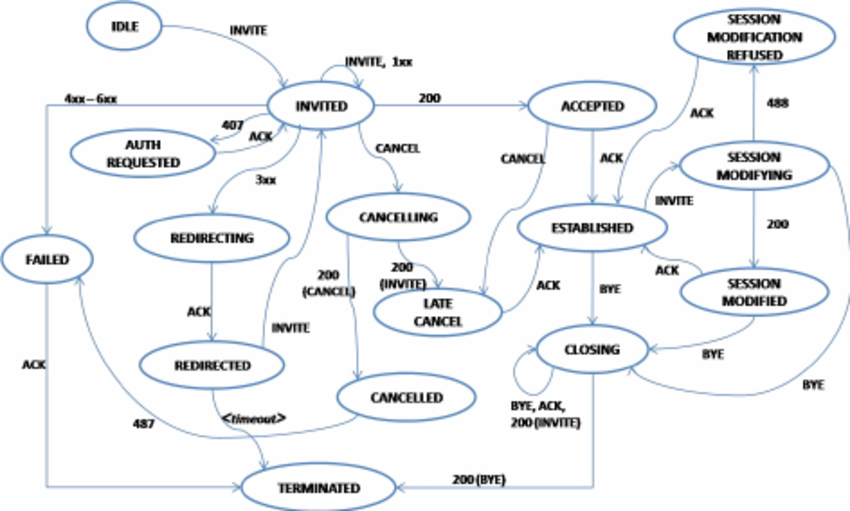 IDLE
INVITE
SESSION
MODIFICATION
REFUSED
INVITE, 1xx
4xx–6xx
INVITED
200
ACCEPTED
488
407
ACK
AUTH
REQUESTED
CANCEL
CANCEL
ACK
ACK
SESSION
MODIFYING
3xx
INVITE
CANCELLING
ESTABLISHED
200
REDIRECTING
FAILED
200
(CANCEL)
200
(INVITE)
ACK
BYE
ACK
SESSION
MODIFIED
LATE
CANCEL
ACK
INVITE
CLOSING
BYE
BYE
ACK
REDIRECTED
CANCELLED
BYE, ACK,
200(INVITE)
<timeout>
487
TERMINATED
200(BYE)